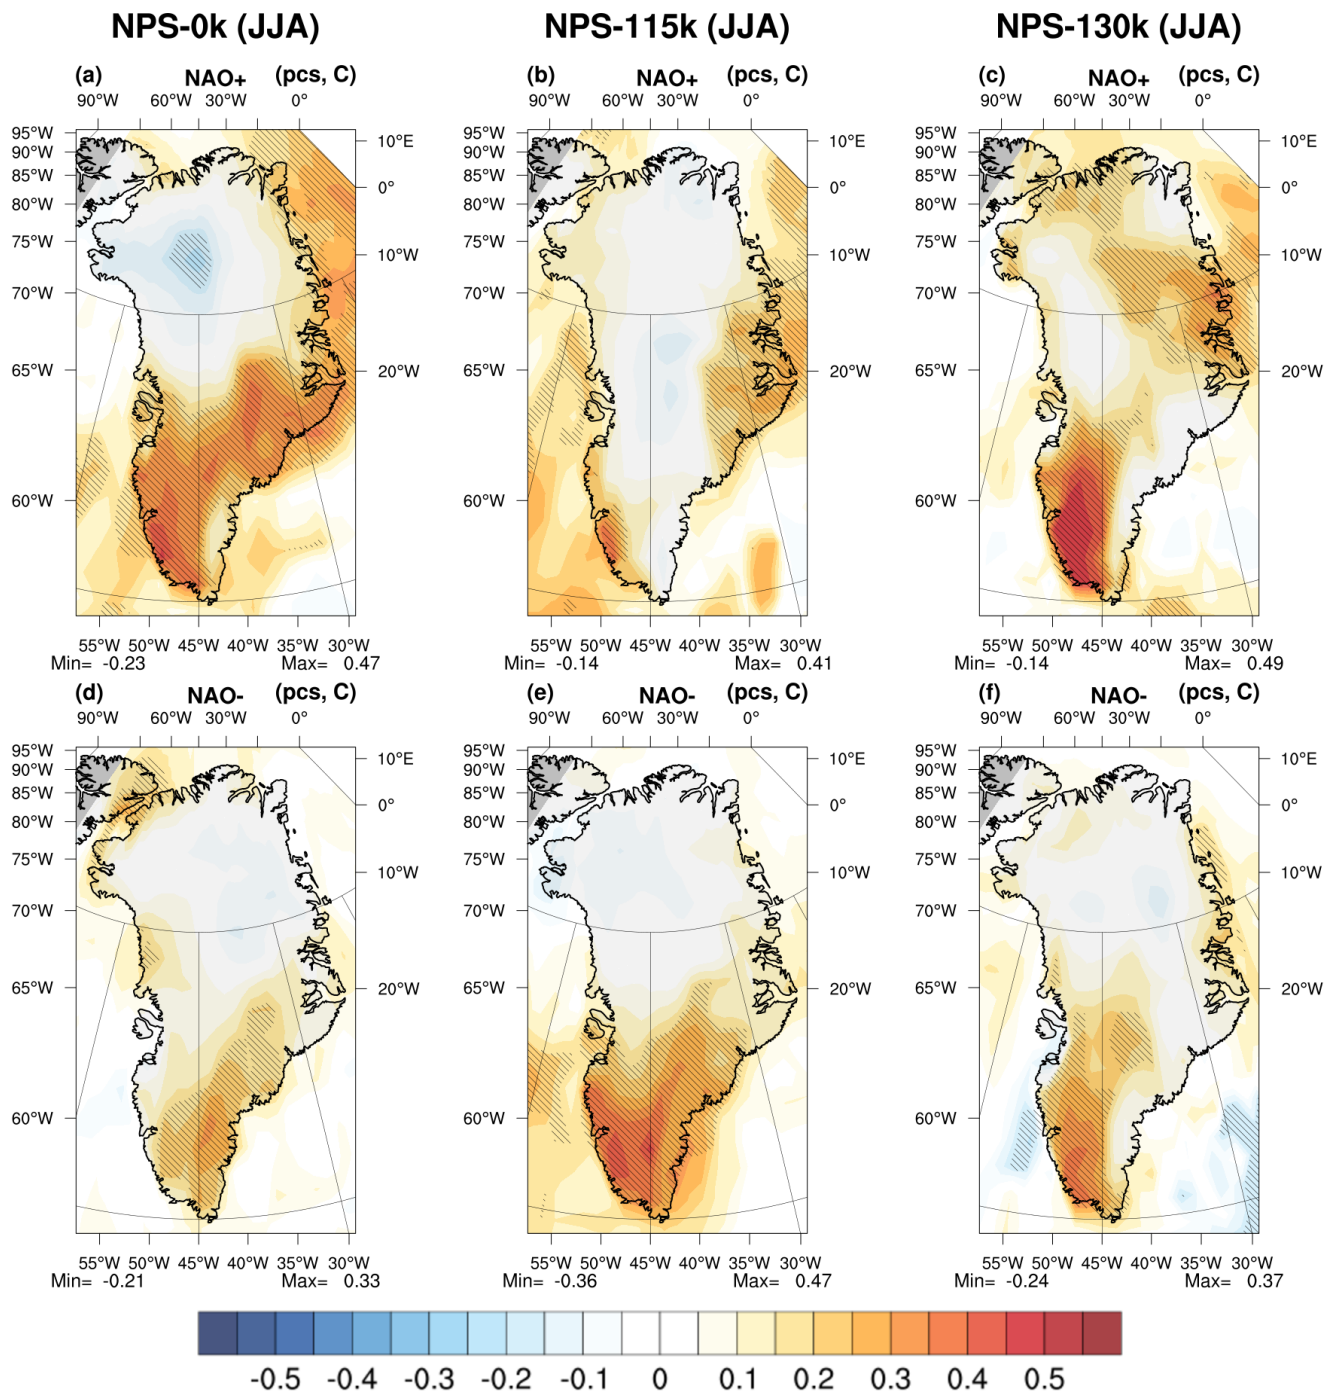 NPS-0k (JJA) NPS-115k (JJA) NPS-130k (JJA)
(a) NAO+ (pcs, C) (b) NAO+ (pcs, C) (c) NAO+ (pcs, C)
90°W 60°W 30°W 0° 90°W 60°W 30°W 0° 90°W 60°W 30°W 0°
95°W 95°W 95°W
90°W 10°E 90°W 10°E 90°W 10°E
85°W 0° 85°W 0° 85°W 0°
80°W 80°W 80°W
75°W 10°W 75°W 10°W 75°W 10°W
70°W 70°W 70°W
65°W 20°W 65°W 20°W 65°W 20°W
60°W 60°W 60°W
55°W 50°W 45°W 40°W 35°W 30°W 55°W 50°W 45°W 40°W 35°W 30°W 55°W 50°W 45°W 40°W 35°W 30°W
Min= -0.23 Max= 0.47 Min= -0.14 Max= 0.41 Min= -0.14 Max= 0.49
(d) NAO- (pcs, C) (e) NAO- (pcs, C) (f) NAO- (pcs, C)
90°W 60°W 30°W 0° 90°W 60°W 30°W 0° 90°W 60°W 30°W 0°
95°W 95°W 95°W
90°W 10°E 90°W 10°E 90°W 10°E
85°W 0° 85°W 0° 85°W 0°
80°W 80°W 80°W
75°W 10°W 75°W 10°W 75°W 10°W
70°W 70°W 70°W
65°W 20°W 65°W 20°W 65°W 20°W
60°W 60°W 60°W
55°W 50°W 45°W 40°W 35°W 30°W 55°W 50°W 45°W 40°W 35°W 30°W 55°W 50°W 45°W 40°W 35°W 30°W
Min= -0.21 Max= 0.33 Min= -0.36 Max= 0.47 Min= -0.24 Max= 0.37
-0.5 -0.4 -0.3 -0.2 -0.1 0 0.1 0.2 0.3 0.4 0.5